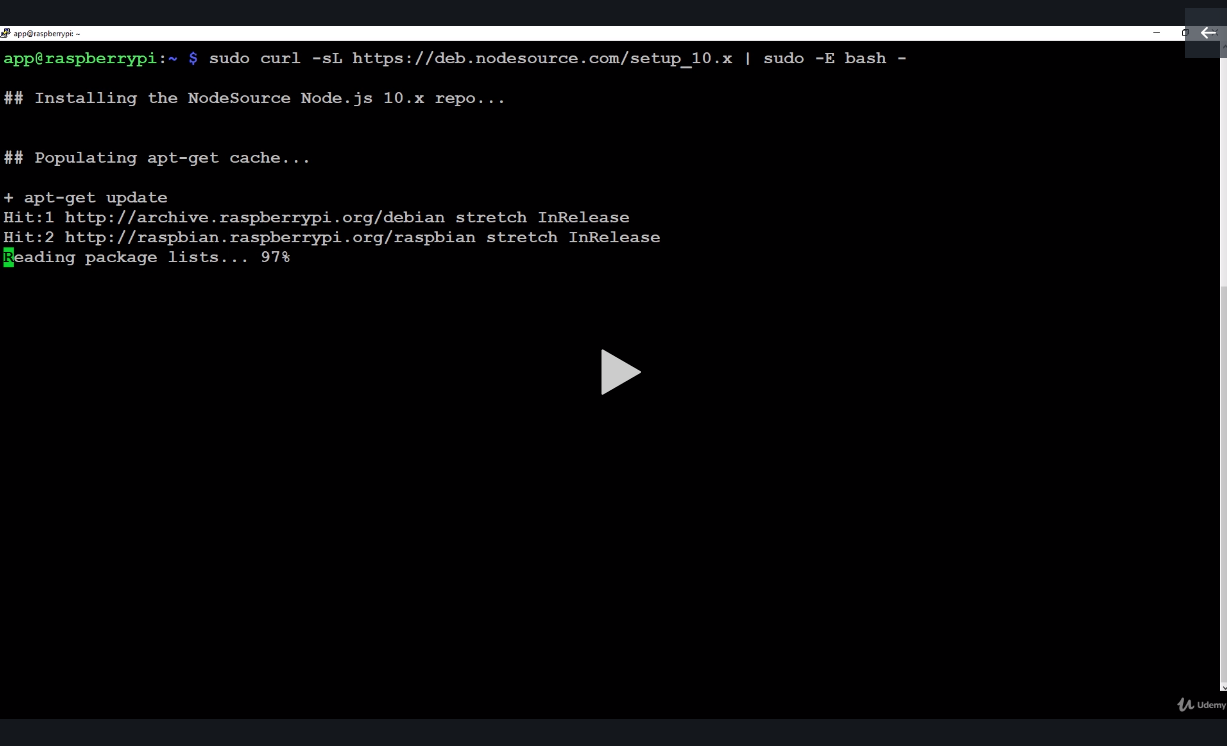 app@raspberrypi: ~
app@raspberrypi:~ $ sudo curl -sL https://deb.nodesource.com/setup_10.x | sudo -E bash -
## Installing the NodeSource Node.js 10.x repo...
## Populating apt-get cache...
+ apt-get update
Hit:1 http://archive.raspberrypi.org/debian stretch InRelease
Hit:2 http://raspbian.raspberrypi.org/raspbian stretch InRelease
Reading package lists... 97%
Udemy